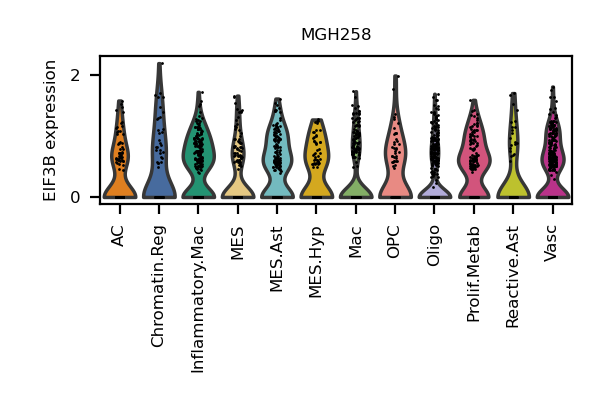 MGH258
EIF3B expression
2
0
AC
Chromatin.Reg
Inflammatory.Mac
MES
MES.Ast
MES.Hyp
Mac
OPC
Oligo
Prolif.Metab
Reactive.Ast
Vasc